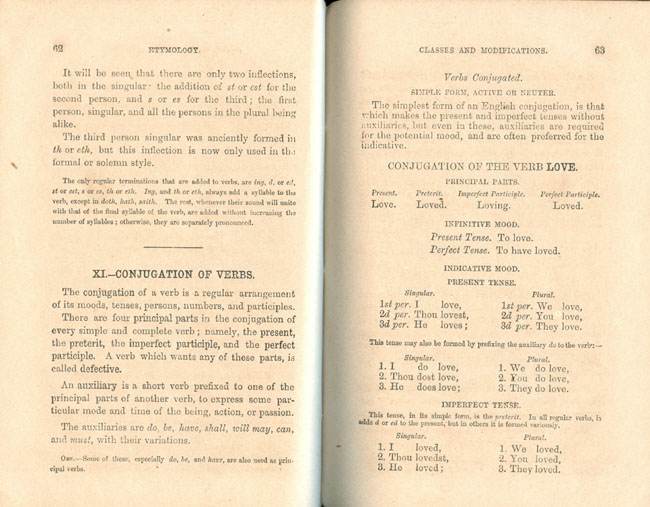 62 ETYMOLOGY.
It will be seen that there are only two inflections,
both in the singular: the addition of st or est for the
second person, and s or es for the third; the first
person, singular, and all the persons in the plural being
alike.
The third person singular was anciently formed in
th or eth, but this inflection is now only used in the
formal or solemn style.
The only regular terminations that are added to verbs, are ing, d, or ed,
st or est, s or es, th or eth. Ing, and th or eth, always add a syllable to the
verb, except in doth, hath, saith. The rest, whenever their sound will unite
with that of the final syllable of the verb, are added without increasing the
number of syllables; otherwise, they are separately pronounced.
XI.—CONJUGATION OF VERBS.
The conjugation of a verb is a regular arrangement
of its moods, tenses, persons, numbers, and participles.
There are four principal parts in the conjugation of
every simple and complete verb; namely, the present,
the preterit, the imperfect participle, and the perfect
participle. A verb which wants any of these parts, is
called defective.
An auxiliary is a short verb prefixed to one of the
principal parts of another verb, to express some par-
ticular mode and time of the being, action, or passion.
The auxiliaries are do, be, have, shall, will may, can,
and must, with their variations.
OBS.—Some of these, especially do, be, and have, are also used as prin-
cipal verbs.
CLASSES AND MODIFICATIONS. 63
Verbs Conjugated.
SIMPLE FORM, ACTIVE OR NEUTER.
The simplest form of an English conjugation, is that
which makes the present and imperfect tenses without
auxiliaries, but even in these, auxiliaries are required
for the potential mood, and are often preferred for the
indicative.
CONJUGATION OF THE VERB LOVE.
PRINCIPAL PARTS.
Present. Preterit. Imperfect Participle. Perfect Participle.
Love. Loved. Loving. Loved.
INFINITIVE MOOD.
Present Tense. To love.
Perfect Tense. To have loved.
INDICATIVE MOOD.
PRESENT TENSE.
Singular. Plural.
1st per. I love, 1st per. We love,
2d per. Thou lovest, 2d per. You love,
3d per. He loves; 3d per. They love.
This tense may also be formed by prefixing the auxiliary do to the verb:—
Singular. Plural.
1. I do love, 1. We do love,
2. Thou dost love, 2. You do love,
3. He does love; 3. They do love.
IMPERFECT TENSE.
This tense, in its simple form, is the preterit. In all regular verbs, it
adds d or ed to the present, but in others it is formed variously.
Singular. Plural.
1. I loved, 1. We loved,
2. Thou lovedst, 2. You loved,
3. He loved; 3. They loved.